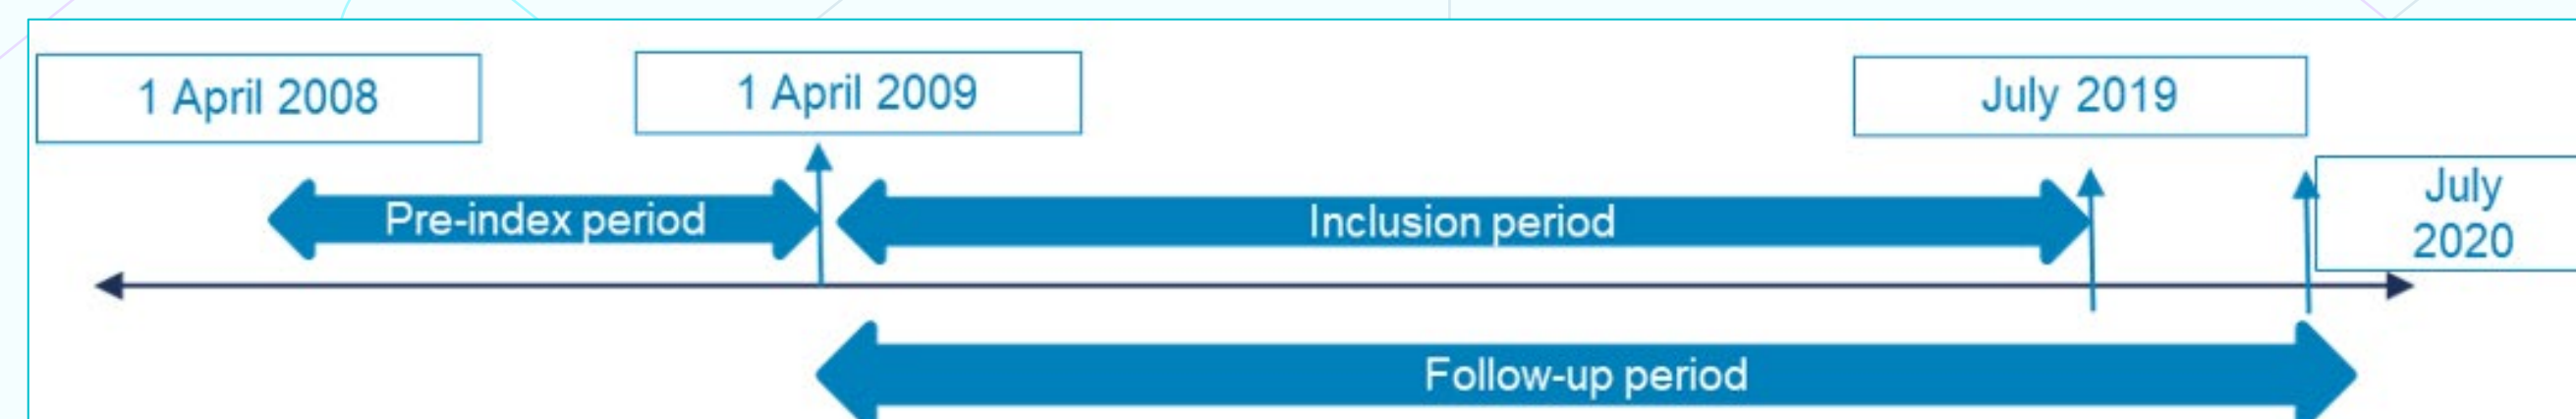 1 April 2008
1 April 2009
July 2019
July
2020
Pre-index period
Inclusion period
Follow-up period